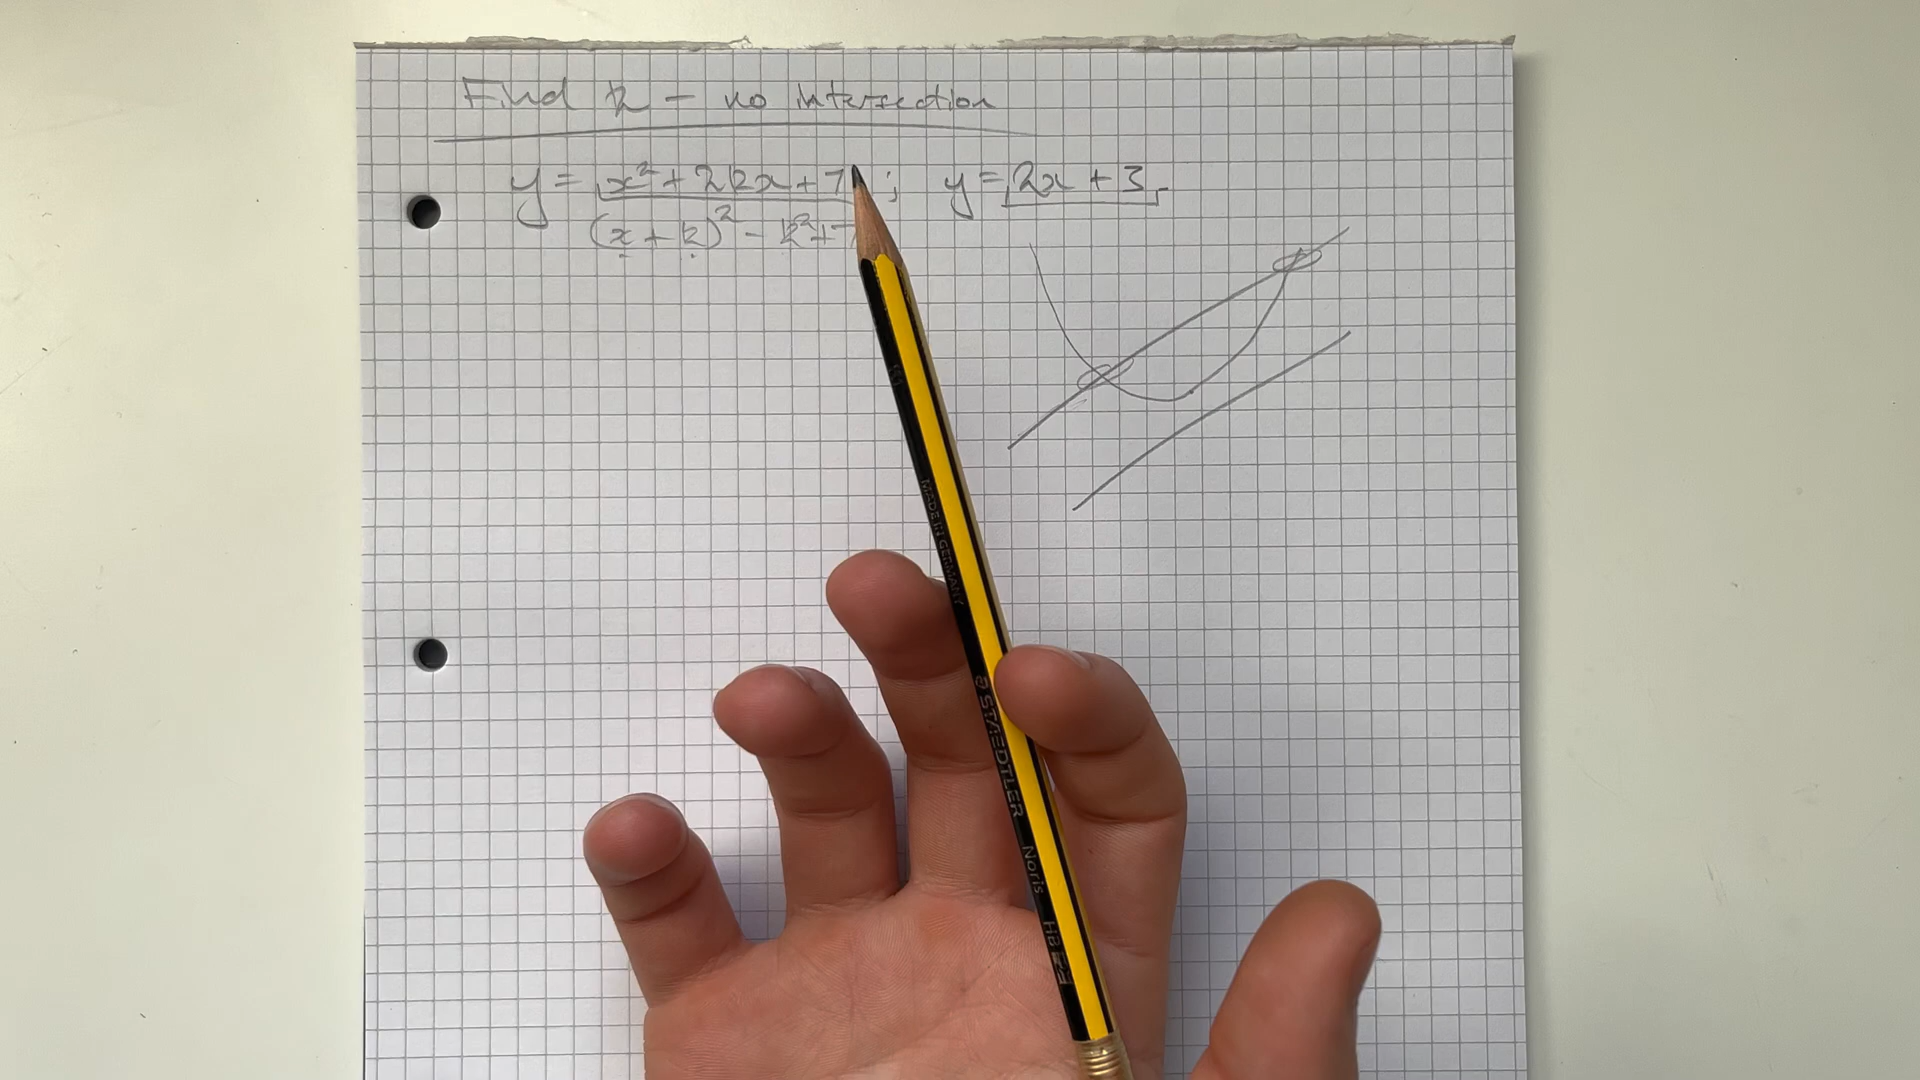 Find k – no intersection
y = x² + 2kx + 7 ; y = 2x + 3
(x + k)² - k² + 7
MADE IN GERMANY
STAEDTLER Noris HB